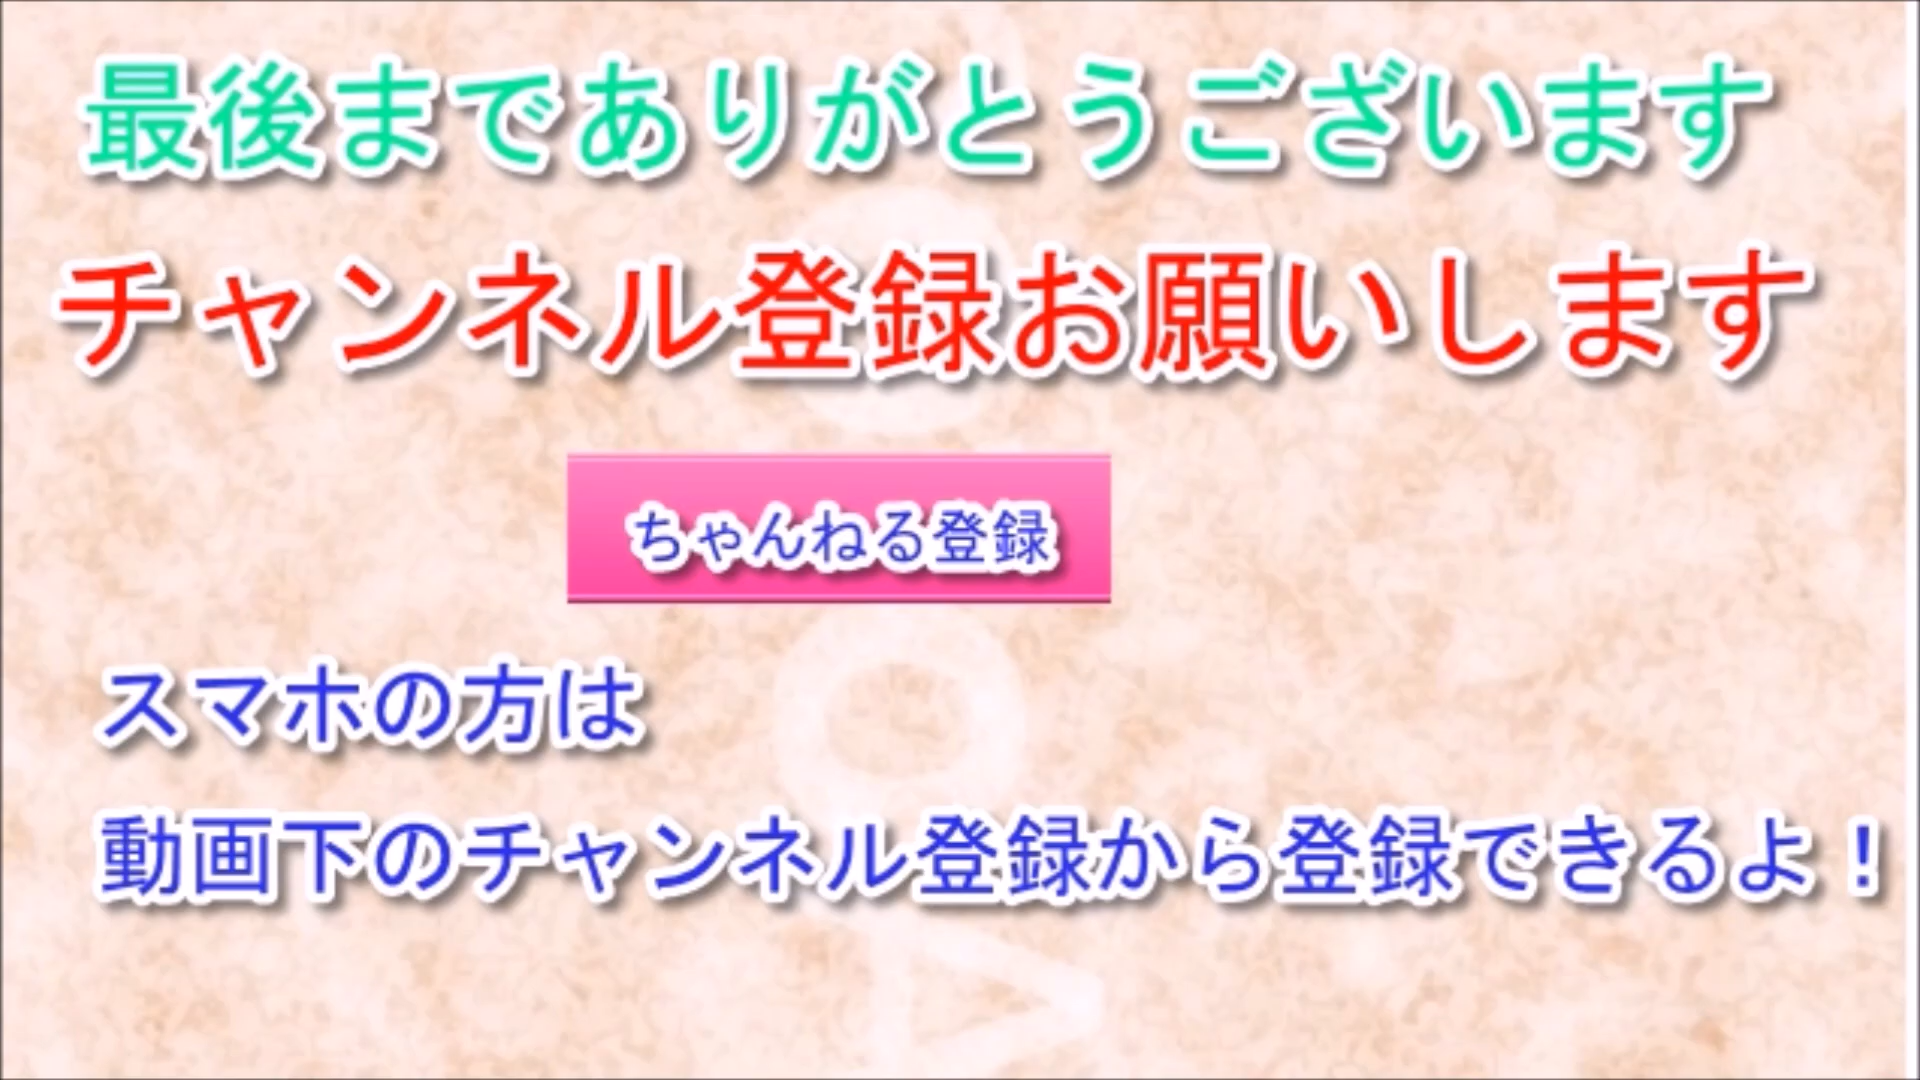 最後までありがとうございます
チャンネル登録お願いします
ちゃんねる登録
スマホの方は
動画下のチャンネル登録から登録できるよ！